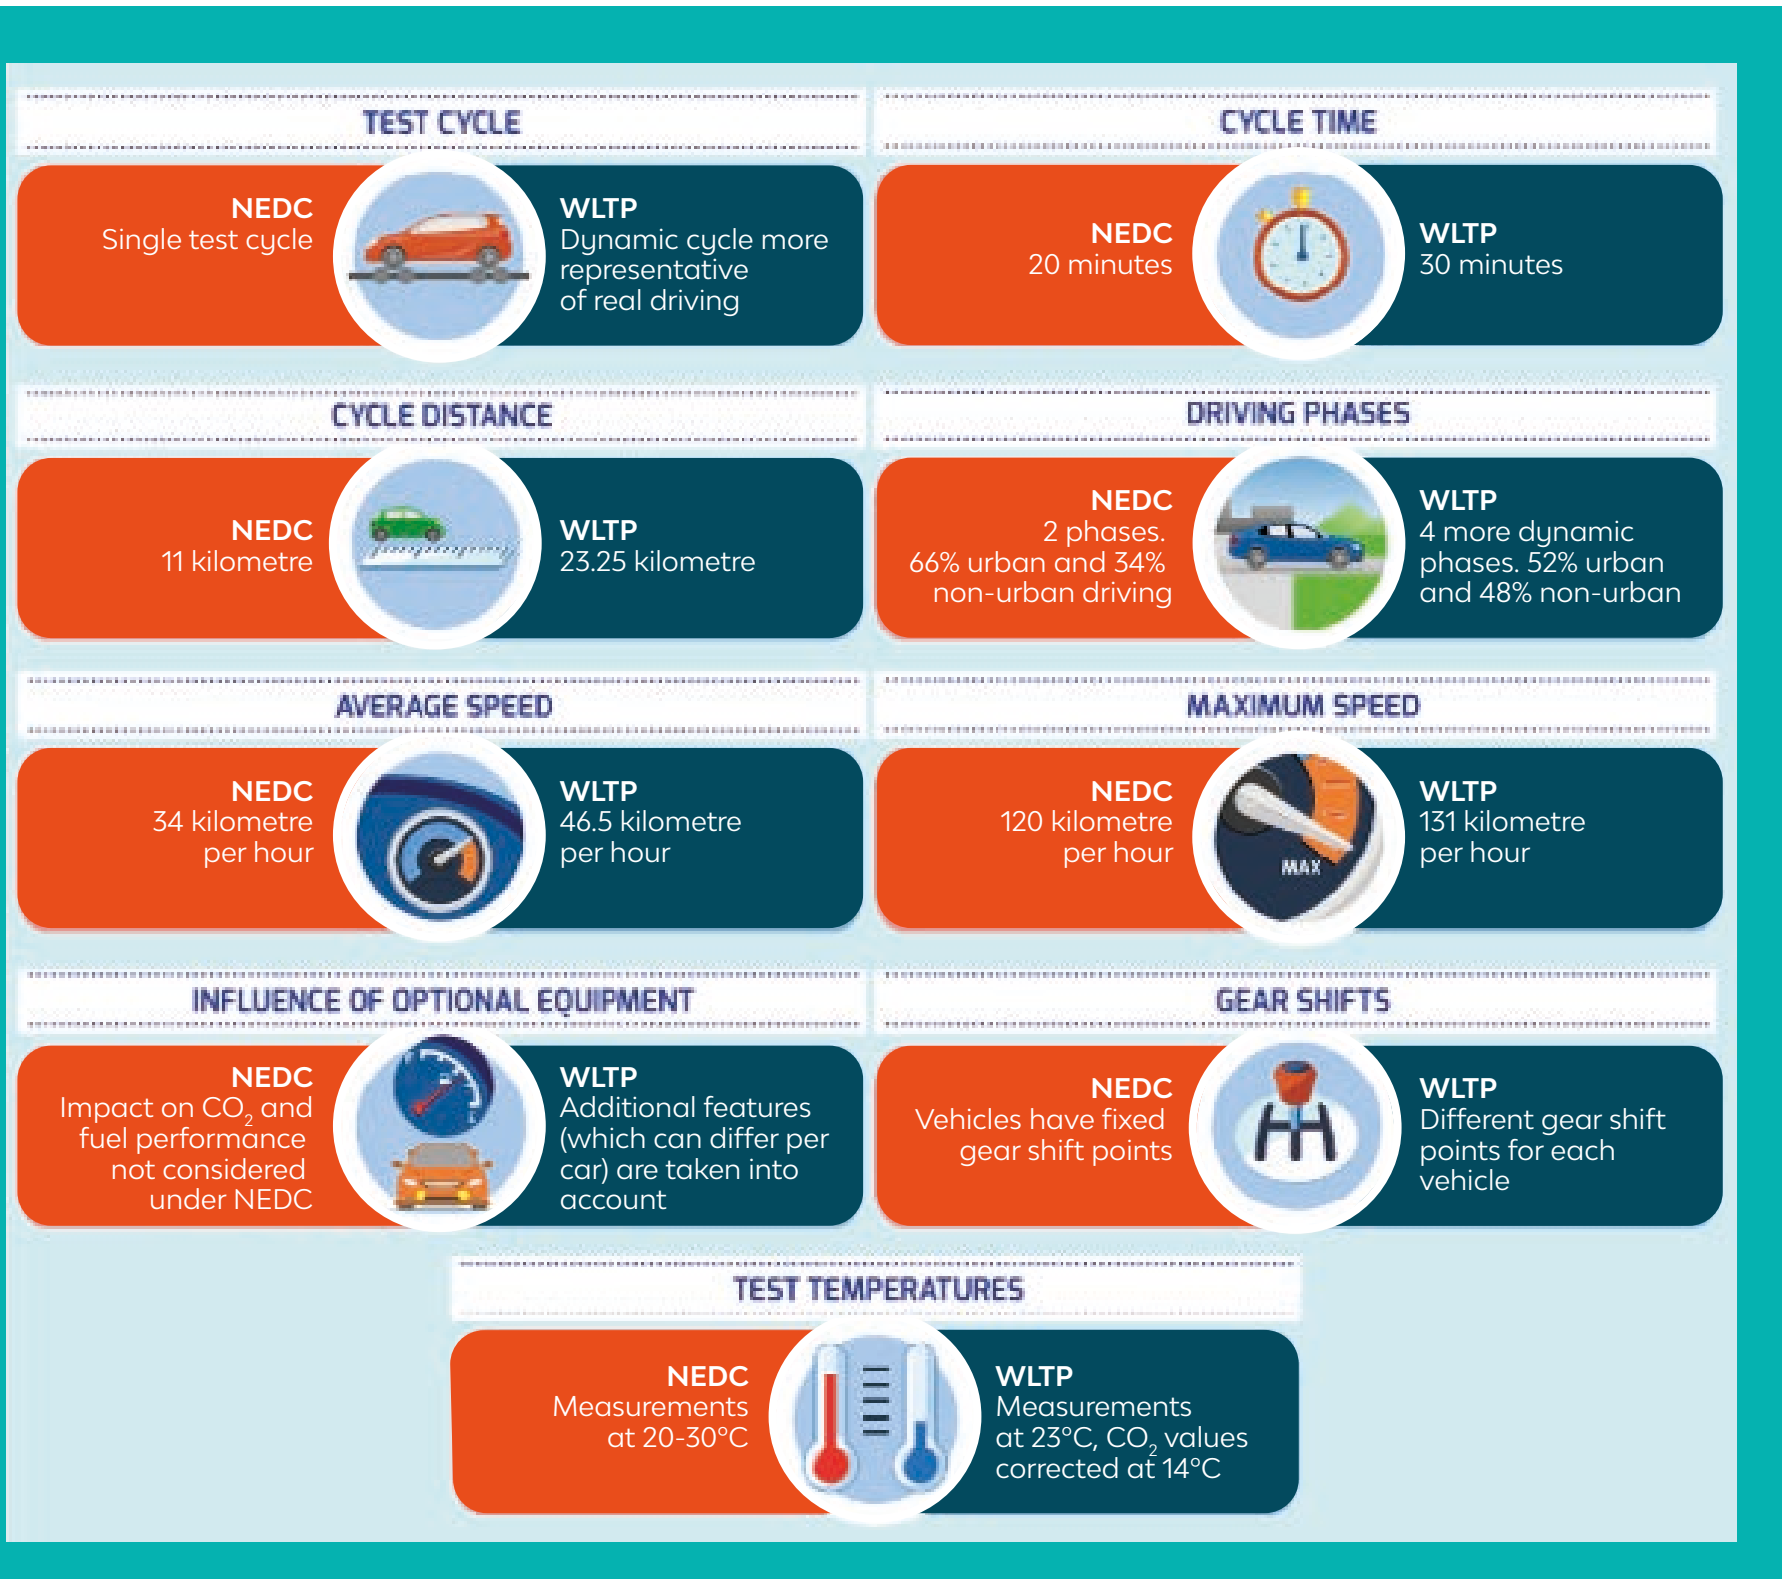 TEST CYCLE
NEDC
Single test cycle
WLTP
Dynamic cycle more
representative
of real driving
CYCLE TIME
NEDC
20 minutes
WLTP
30 minutes
CYCLE DISTANCE
NEDC
11 kilometre
WLTP
23.25 kilometre
DRIVING PHASES
NEDC
2 phases.
66% urban and 34%
non-urban driving
WLTP
4 more dynamic
phases. 52% urban
and 48% non-urban
AVERAGE SPEED
NEDC
34 kilometre
per hour
WLTP
46.5 kilometre
per hour
MAXIMUM SPEED
NEDC
120 kilometre
per hour
MAX
WLTP
131 kilometre
per hour
INFLUENCE OF OPTIONAL EQUIPMENT
NEDC
Impact on CO₂ and
fuel performance
not considered
under NEDC
WLTP
Additional features
(which can differ per
car) are taken into
account
GEAR SHIFTS
NEDC
Vehicles have fixed
gear shift points
WLTP
Different gear shift
points for each
vehicle
TEST TEMPERATURES
NEDC
Measurements
at 20-30°C
WLTP
Measurements
at 23°C, CO₂ values
corrected at 14°C